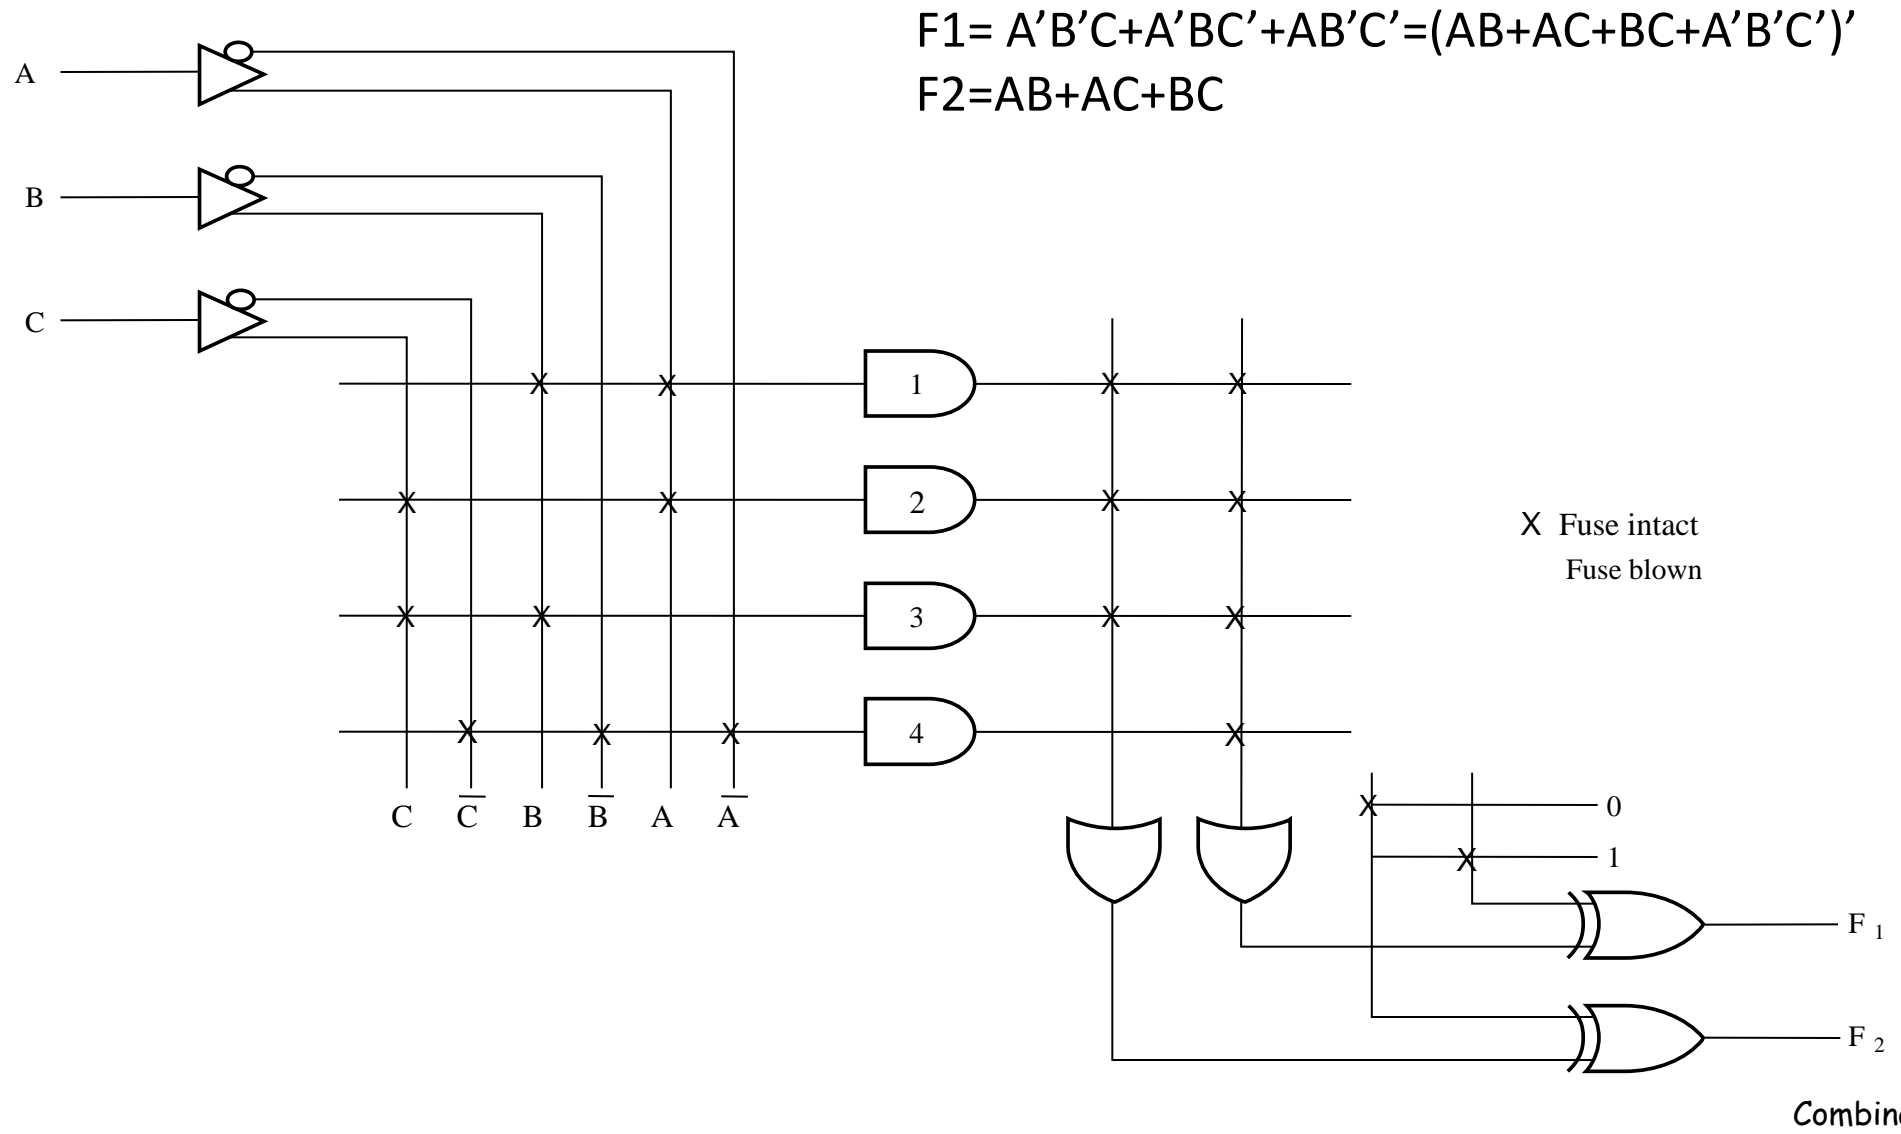 F1= A’B’C+A’BC’+AB’C’=(AB+AC+BC+A’B’C’)’
F2=AB+AC+BC
A
B
C
1
2
3
4
X Fuse intact
Fuse blown
C C̅ B B̅ A A̅
0
1
F 1
F 2